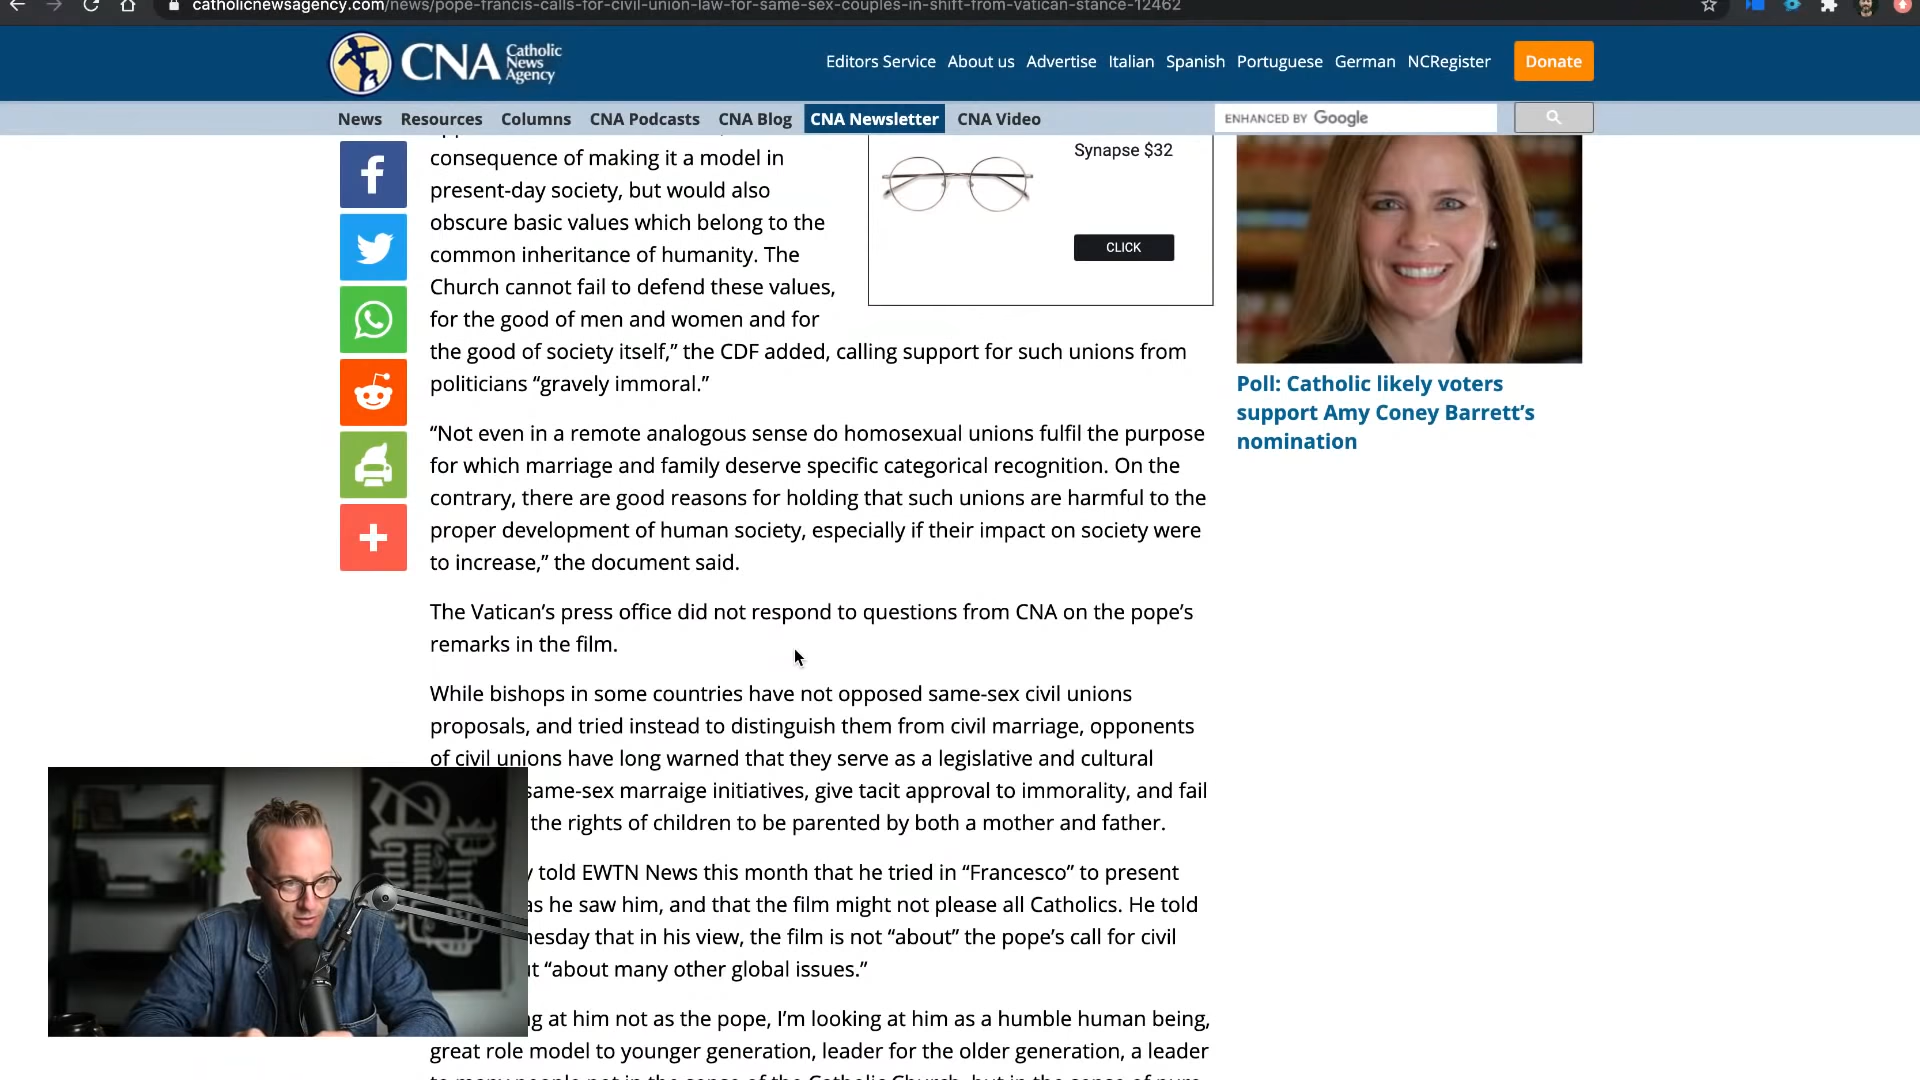 catholicnewsagency.com/news/pope-francis-calls-for-civil-union-law-for-same-sex-couples-in-shift-from-vatican-stance-12462
CNA Catholic
News
Agency
Editors Service About us Advertise Italian Spanish Portuguese German NCRegister Donate
News Resources Columns CNA Podcasts CNA Blog CNA Newsletter CNA Video ENHANCED BY Google
consequence of making it a model in
present-day society, but would also
obscure basic values which belong to the
common inheritance of humanity. The
Church cannot fail to defend these values,
for the good of men and women and for
the good of society itself,” the CDF added, calling support for such unions from
politicians “gravely immoral.”
“Not even in a remote analogous sense do homosexual unions fulfil the purpose
for which marriage and family deserve specific categorical recognition. On the
contrary, there are good reasons for holding that such unions are harmful to the
proper development of human society, especially if their impact on society were
to increase,” the document said.
The Vatican’s press office did not respond to questions from CNA on the pope’s
remarks in the film.
While bishops in some countries have not opposed same-sex civil unions
proposals, and tried instead to distinguish them from civil marriage, opponents
of civil unions have long warned that they serve as a legislative and cultural
same-sex marraige initiatives, give tacit approval to immorality, and fail
the rights of children to be parented by both a mother and father.
told EWTN News this month that he tried in “Francesco” to present
as he saw him, and that the film might not please all Catholics. He told
that in his view, the film is not “about” the pope’s call for civil
“about many other global issues.”
at him not as the pope, I’m looking at him as a humble human being,
great role model to younger generation, leader for the older generation, a leader
Synapse $32
CLICK
Poll: Catholic likely voters
support Amy Coney Barrett’s
nomination